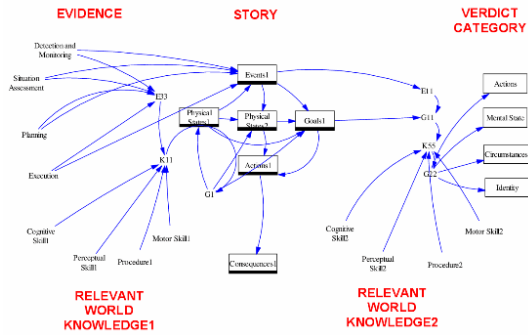 EVIDENCE
STORY
VERDICT
CATEGORY
Detection and
Monitoring
Situation
Assessment
Planning
Execution
E33
K11
Cognitive
Skill1
Perceptual
Skill1
Procedure1
Motor Skill1
Events1
Physical
States1
Physical
States2
Goals1
Actions1
G1
Consequences1
E11
G11
K55
G22
Cognitive
Skill2
Perceptual
Skill2
Procedure2
Motor Skill2
Actions
Mental State
Circumstances
Identity
RELEVANT
WORLD
KNOWLEDGE1
RELEVANT
WORLD
KNOWLEDGE2